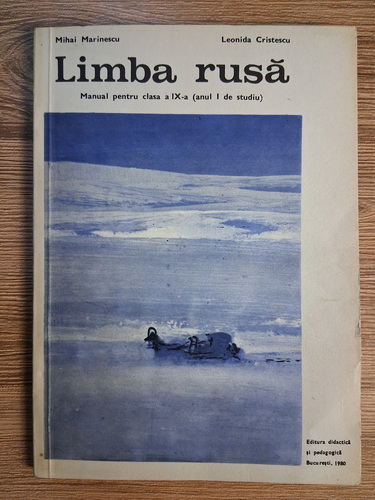 Mihai Marinescu Leonida Cristescu
Limba rusă
Manual pentru clasa a IX-a (anul I de studiu)
Editura didactică
și pedagogică
București, 1980